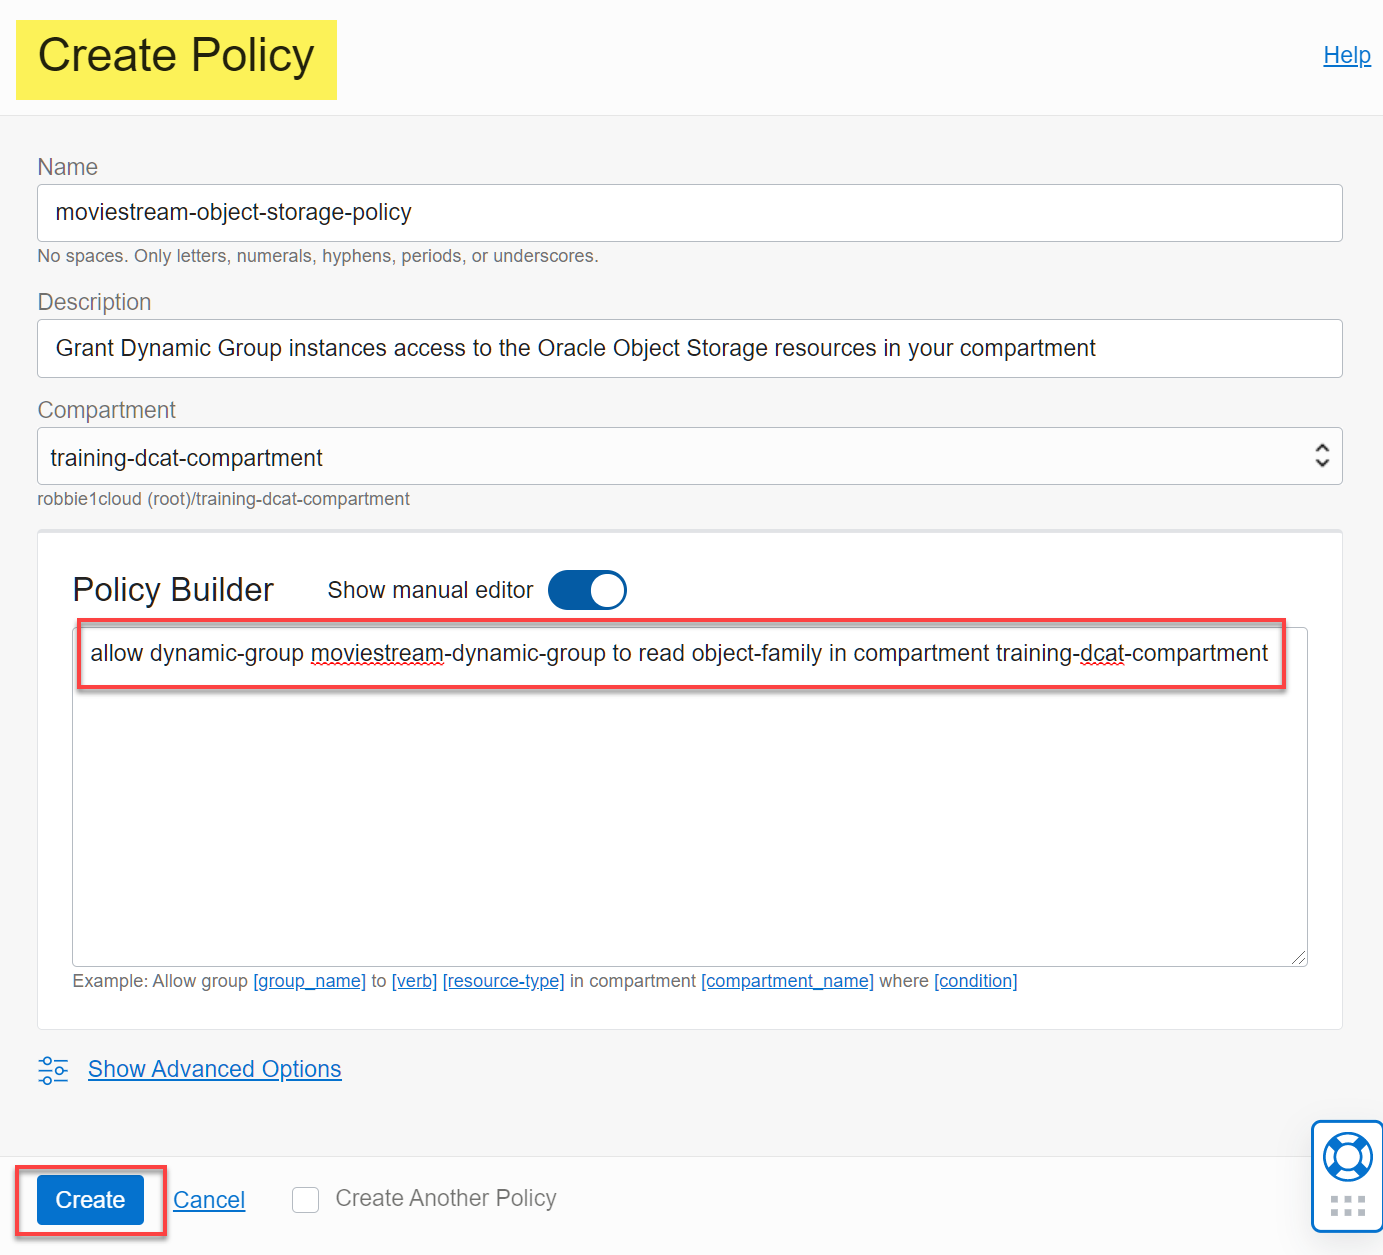 Create Policy
Help
Name
moviestream-object-storage-policy
No spaces. Only letters, numerals, hyphens, periods, or underscores.
Description
Grant Dynamic Group instances access to the Oracle Object Storage resources in your compartment
Compartment
training-dcat-compartment
robbie1cloud (root)/training-dcat-compartment
Policy Builder Show manual editor
allow dynamic-group moviestream-dynamic-group to read object-family in compartment training-dcat-compartment
Example: Allow group [group_name] to [verb] [resource-type] in compartment [compartment_name] where [condition]
Show Advanced Options
Create Cancel Create Another Policy